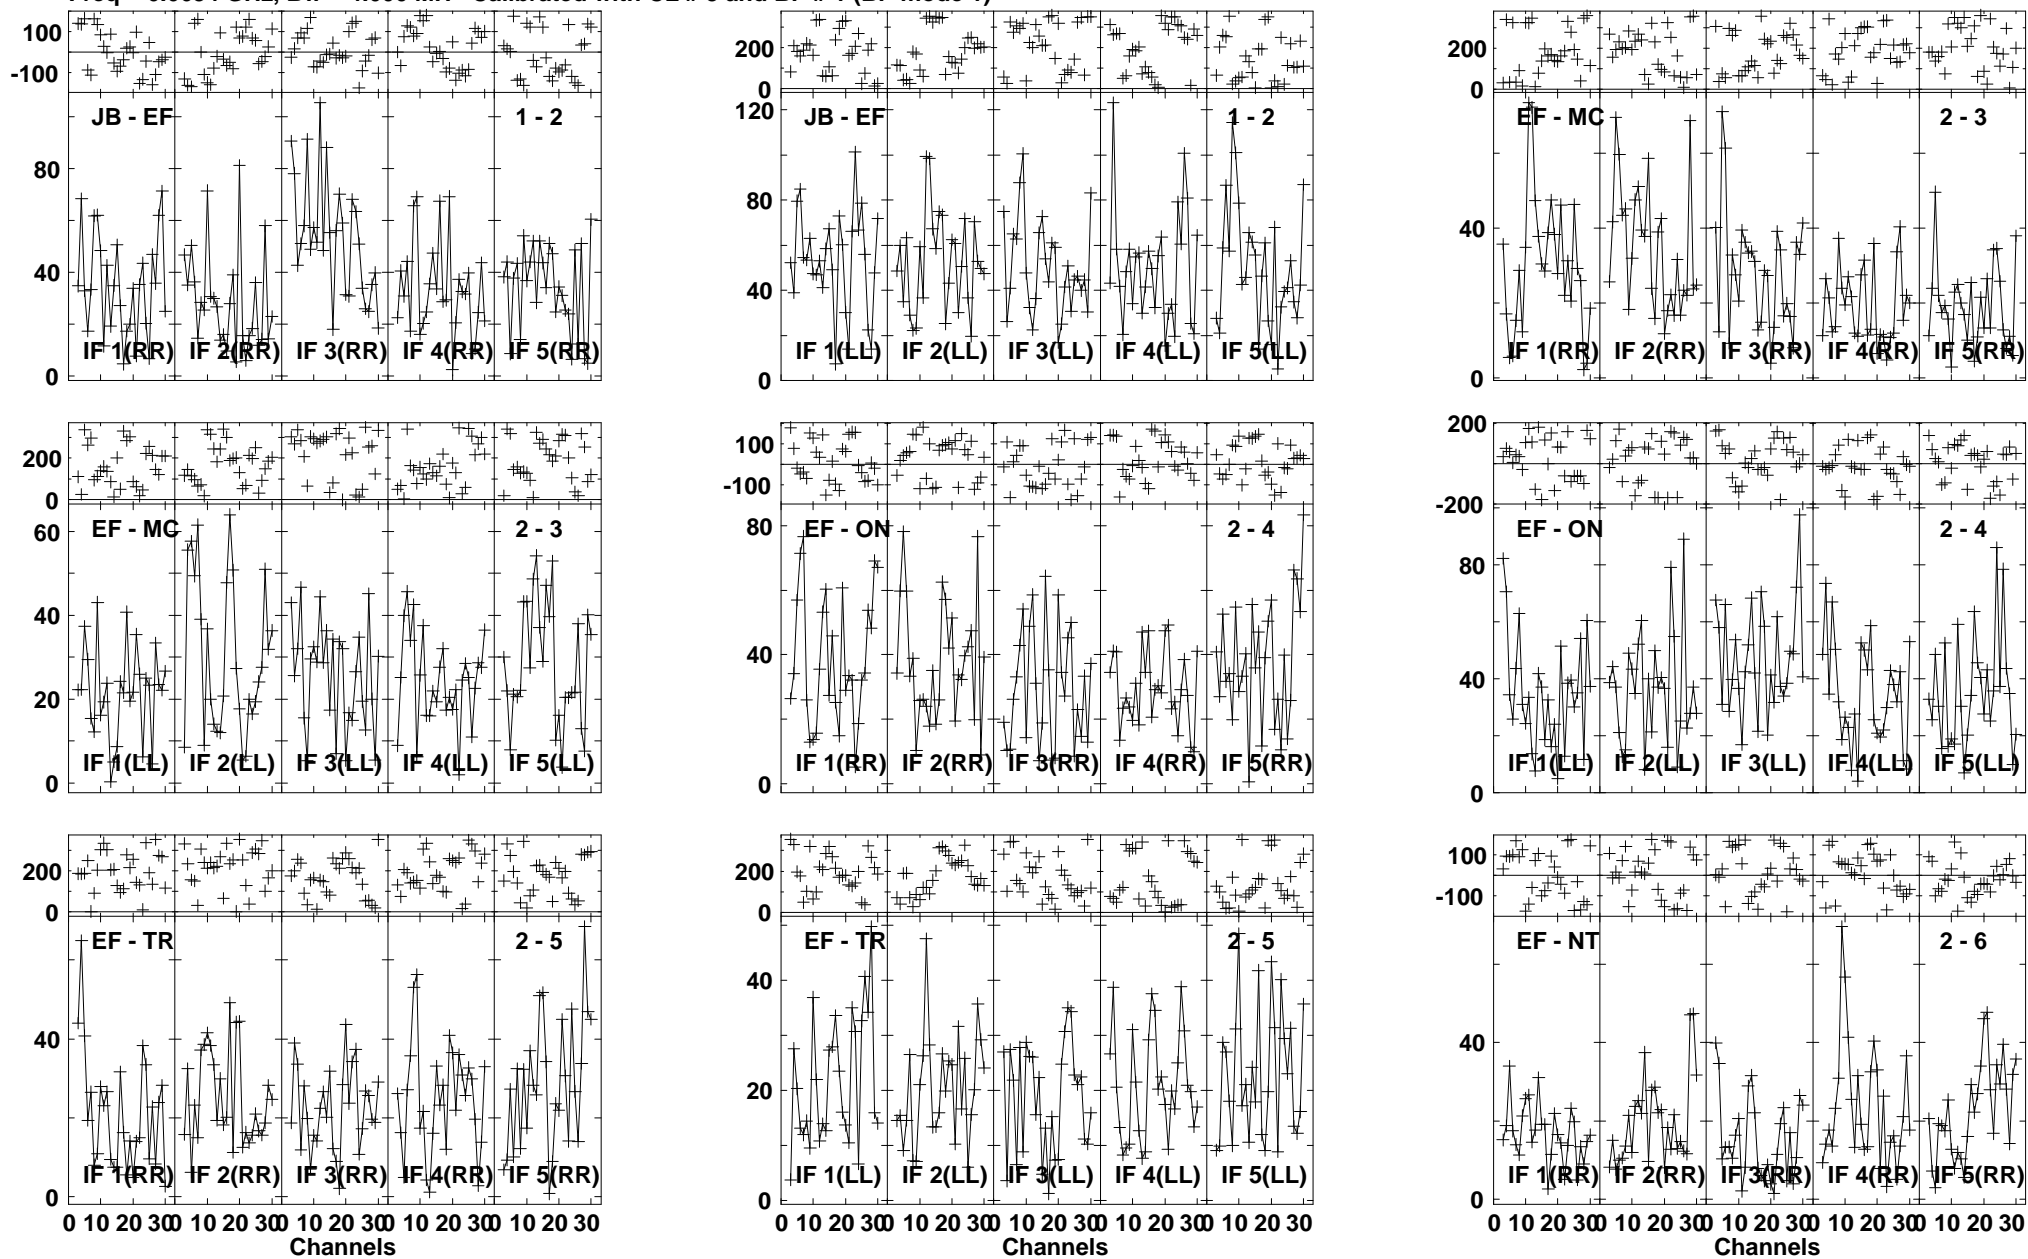 100
-100
JB - EF 1 - 2
80
40
0
IF 1(RR) IF 2(RR) IF 3(RR) IF 4(RR) IF 5(RR)
200
0
120
JB - EF 1 - 2
80
40
0
IF 1(LL) IF 2(LL) IF 3(LL) IF 4(LL) IF 5(LL)
200
0
EF - MC 2 - 3
40
0
IF 1(RR) IF 2(RR) IF 3(RR) IF 4(RR) IF 5(RR)
200
0
60
EF - MC 2 - 3
40
20
0
IF 1(LL) IF 2(LL) IF 3(LL) IF 4(LL) IF 5(LL)
100
-100
80
EF - ON 2 - 4
40
0
IF 1(RR) IF 2(RR) IF 3(RR) IF 4(RR) IF 5(RR)
200
0
-200
EF - ON 2 - 4
80
40
0
IF 1(LL) IF 2(LL) IF 3(LL) IF 4(LL) IF 5(LL)
200
0
EF - TR 2 - 5
40
0
IF 1(RR) IF 2(RR) IF 3(RR) IF 4(RR) IF 5(RR)
0 10 20 30 0 10 20 30 0 10 20 30 0 10 20 30 0 10 20 30
Channels
200
0
EF - TR 2 - 5
40
20
0
IF 1(LL) IF 2(LL) IF 3(LL) IF 4(LL) IF 5(LL)
0 10 20 30 0 10 20 30 0 10 20 30 0 10 20 30 0 10 20 30
Channels
100
-100
EF - NT 2 - 6
40
0
IF 1(RR) IF 2(RR) IF 3(RR) IF 4(RR) IF 5(RR)
0 10 20 30 0 10 20 30 0 10 20 30 0 10 20 30 0 10 20 30
Channels